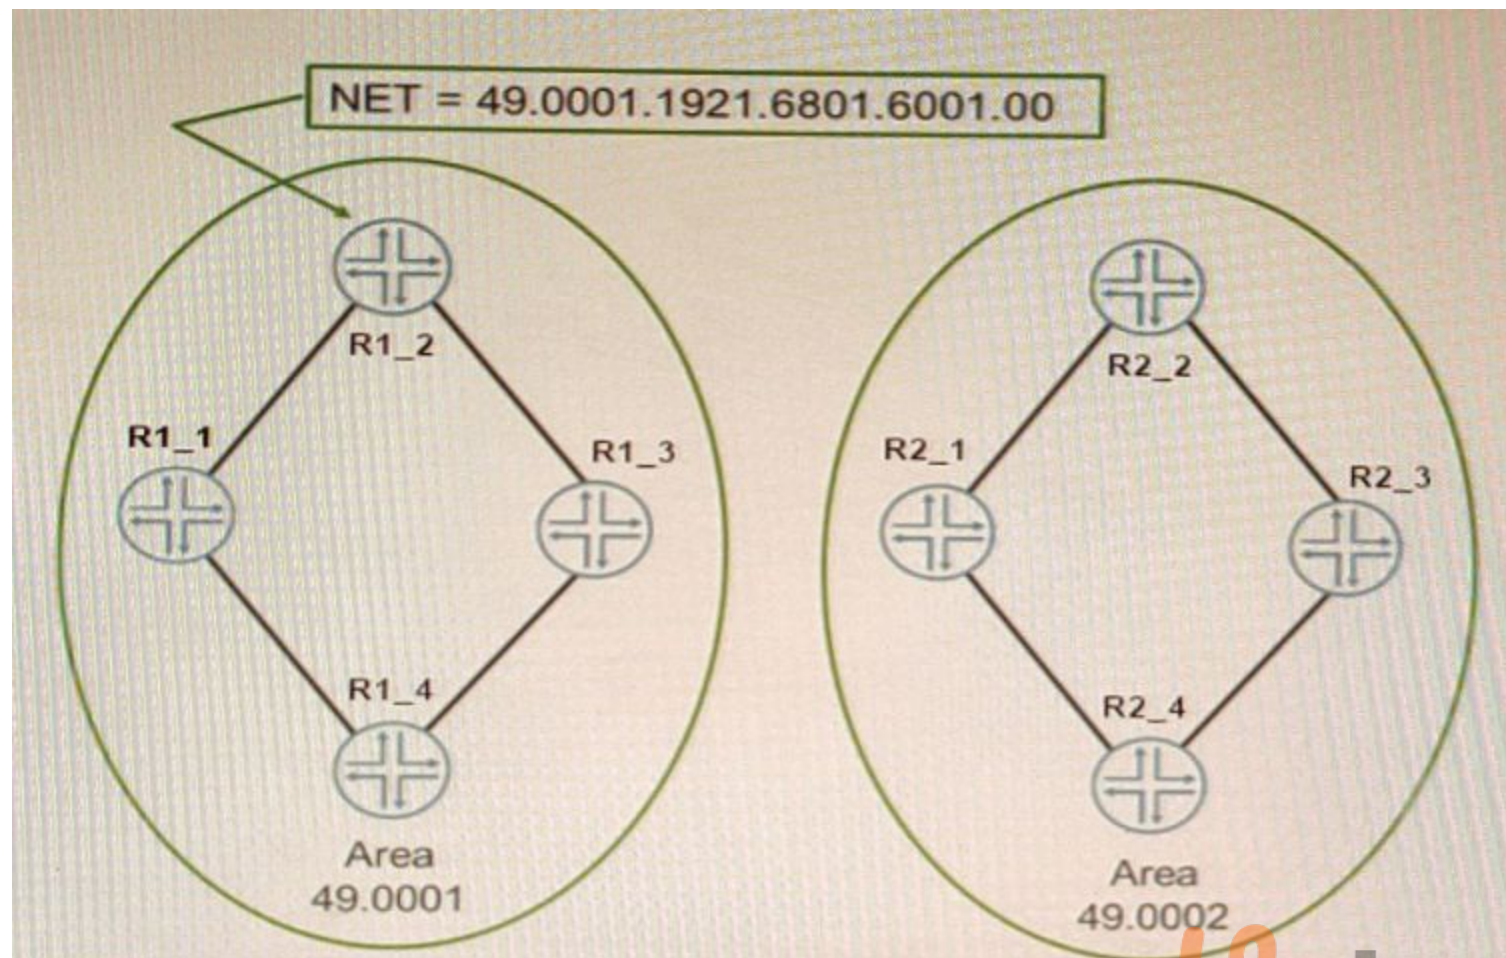 NET = 49.0001.1921.6801.6001.00
R1_2
R1_1
R1_3
R1_4
Area
49.0001
R2_2
R2_1
R2_3
R2_4
Area
49.0002